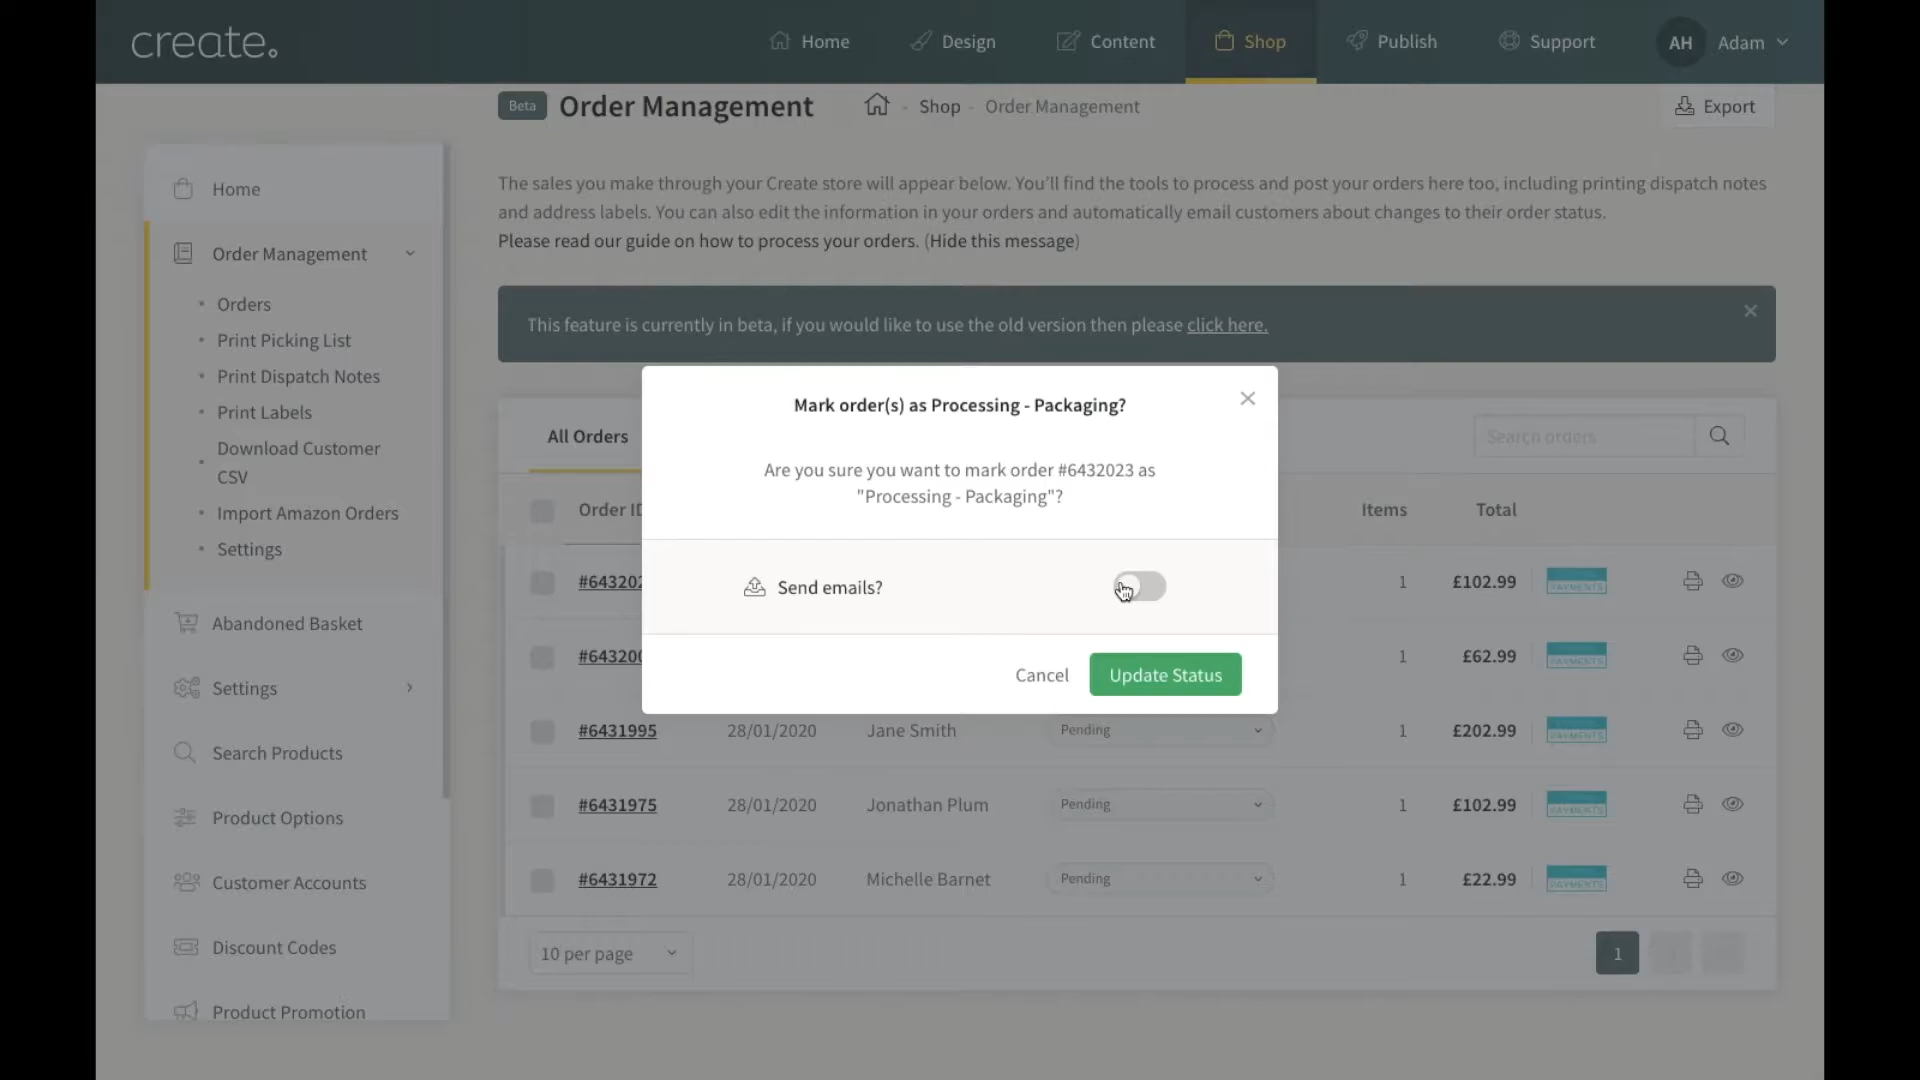 create.
Home
Design
Content
Shop
Publish
Support
AH
Adam
Beta
Order Management
- Shop - Order Management
Export
Home
Order Management
Orders
Print Picking List
Print Dispatch Notes
Print Labels
Download Customer
CSV
Import Amazon Orders
Settings
Abandoned Basket
Settings
Search Products
Product Options
Customer Accounts
Discount Codes
Product Promotion
The sales you make through your Create store will appear below. You'll find the tools to process and post your orders here too, including printing dispatch notes
and address labels. You can also edit the information in your orders and automatically email customers about changes to their order status.
Please read our guide on how to process your orders. (Hide this message)
This feature is currently in beta, if you would like to use the old version then please click here.
Mark order(s) as Processing - Packaging?
Are you sure you want to mark order #6432023 as
"Processing - Packaging"?
Send emails?
Cancel
Update Status
All Orders
Search orders
Order ID
Items
Total
1 £102.99
1 £62.99 PAYMENTS
#6431995 28/01/2020 Jane Smith Pending 1 £202.99 PAYMENTS
#6431975 28/01/2020 Jonathan Plum Pending 1 £102.99 PAYMENTS
#6431972 28/01/2020 Michelle Barnet Pending 1 £22.99 PAYMENTS
10 per page
1